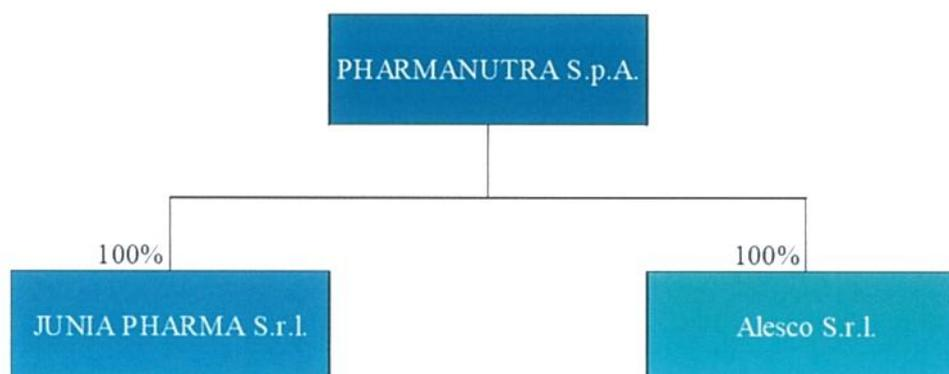 PHARMANUTRA S.p.A.
100%
100%
JUNIA PHARMA S.r.l.
Alesco S.r.l.